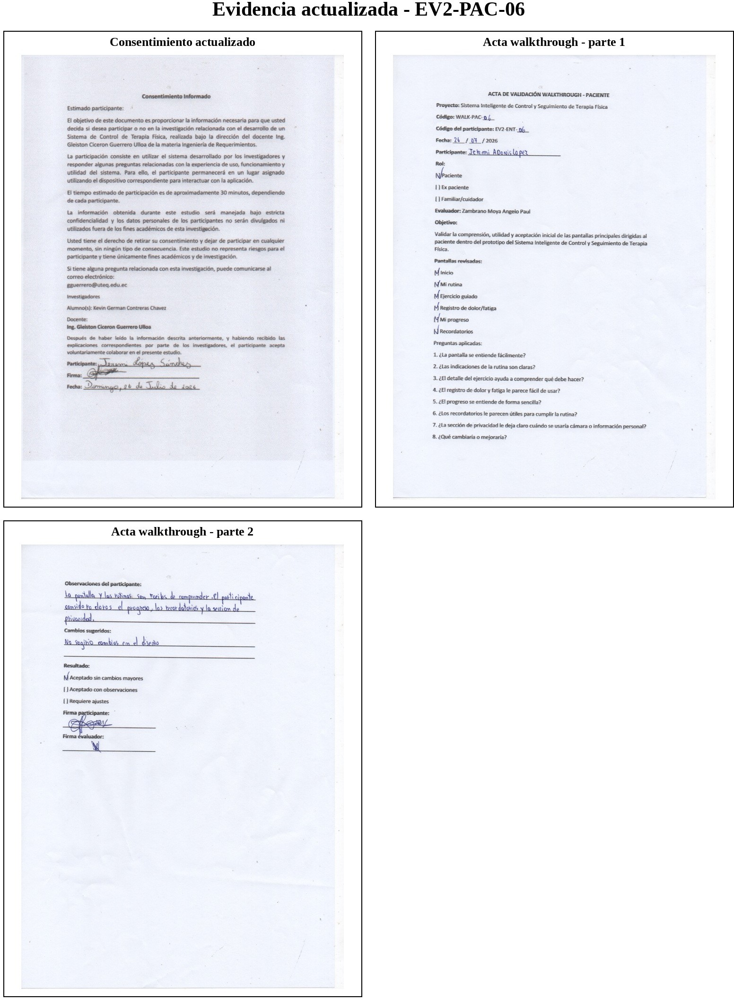 Evidencia actualizada - EV2-PAC-06
Consentimiento actualizado
Consentimiento Informado
Estimado participante:
El objetivo de este documento es proporcionar la información necesaria para que usted
decida si desea participar o no en la investigación relacionada con el desarrollo de un
Sistema de Control de Terapia Física, realizada bajo la dirección del docente Ing.
Gleiston Ciceron Guerrero Ulloa de la materia Ingeniería de Requerimientos.
La participación consiste en utilizar el sistema desarrollado por los investigadores y
responder algunas preguntas relacionadas con la experiencia de uso, funcionamiento y
utilidad del sistema. Para ello, el participante permanecerá en un lugar asignado
utilizando el dispositivo correspondiente para interactuar con la aplicación.
El tiempo estimado de participación es de aproximadamente 30 minutos, dependiendo
de cada participante.
La información obtenida durante este estudio será manejada bajo estricta
confidencialidad y los datos personales de los participantes no serán divulgados ni
utilizados fuera de los fines académicos de esta investigación.
Usted tiene el derecho de retirar su consentimiento y dejar de participar en cualquier
momento, sin ningún tipo de consecuencia. Este estudio no representa riesgos para el
participante y tiene únicamente fines académicos y de investigación.
Si tiene alguna pregunta relacionada con esta investigación, puede comunicarse al
correo electrónico:
gguerrero@uteq.edu.ec
Investigadores
Alumno(s): Kevin German Contreras Chavez
Docente:
Ing. Gleiston Ciceron Guerrero Ulloa
Después de haber leído la información descrita anteriormente, y habiendo recibido las
explicaciones correspondientes por parte de los investigadores, el participante acepta
voluntariamente colaborar en el presente estudio.
Participante: Jeremi López Sánchez
Firma:
Fecha: Domingo, 26 de Julio de 2026
Acta walkthrough - parte 1
ACTA DE VALIDACIÓN WALKTHROUGH - PACIENTE
Proyecto: Sistema Inteligente de Control y Seguimiento de Terapia Física
Código: WALK-PAC-06
Código del participante: EV2-ENT-06
Fecha: 26 / 07 / 2026
Participante: Jeremi ADonis Lopez
Rol:
[✓] Paciente
[ ] Ex paciente
[ ] Familiar/cuidador
Evaluador: Zambrano Moya Angelo Paul
Objetivo:
Validar la comprensión, utilidad y aceptación inicial de las pantallas principales dirigidas al
paciente dentro del prototipo del Sistema Inteligente de Control y Seguimiento de Terapia
Física.
Pantallas revisadas:
[✓] Inicio
[✓] Mi rutina
[✓] Ejercicio guiado
[✓] Registro de dolor/fatiga
[✓] Mi progreso
[✓] Recordatorios
Preguntas aplicadas:
1. ¿La pantalla se entiende fácilmente?
2. ¿Las indicaciones de la rutina son claras?
3. ¿El detalle del ejercicio ayuda a comprender qué debe hacer?
4. ¿El registro de dolor y fatiga le parece fácil de usar?
5. ¿El progreso se entiende de forma sencilla?
6. ¿Los recordatorios le parecen útiles para cumplir la rutina?
7. ¿La sección de privacidad le deja claro cuándo se usaría cámara o información personal?
8. ¿Qué cambiaría o mejoraría?
Acta walkthrough - parte 2
Observaciones del participante:
La pantalla y las rutinas son faciles de comprender. El participante
considera claros el progreso, los recordatorios y la seccion de
privacidad.
Cambios sugeridos:
No sugirio cambios en el diseño
Resultado:
[✓] Aceptado sin cambios mayores
[ ] Aceptado con observaciones
[ ] Requiere ajustes
Firma participante:
Firma evaluador: